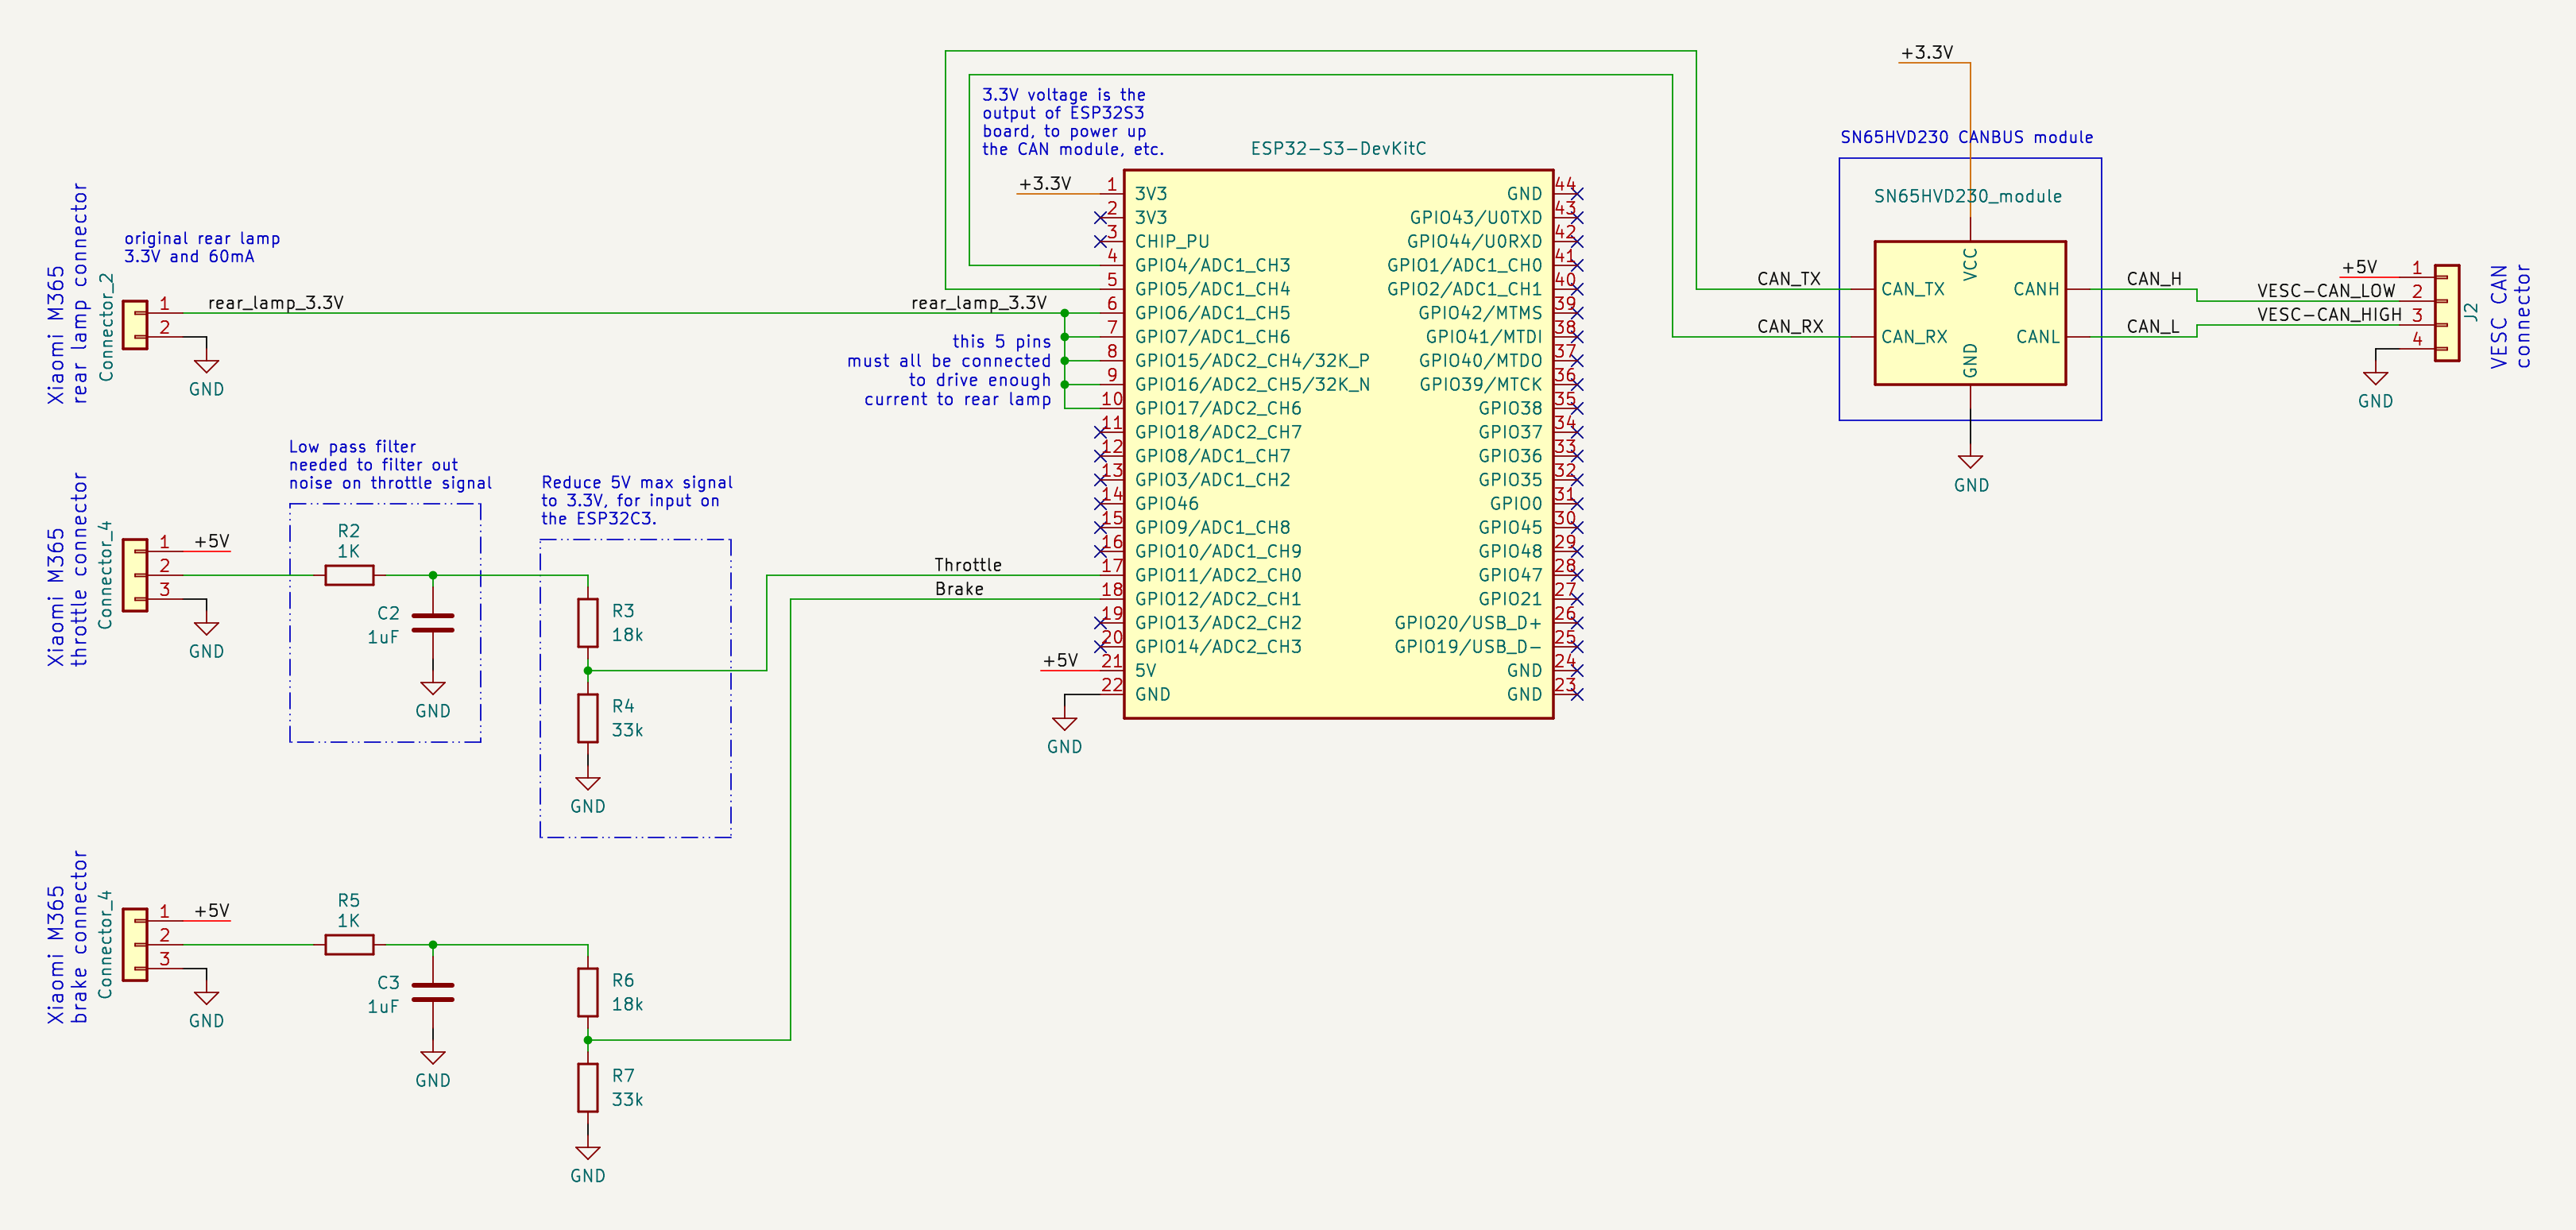 +3.3V
3.3V voltage is the
output of ESP32S3
board, to power up
the CAN module, etc.
ESP32-S3-DevKitC
SN65HVD230 CANBUS module
SN65HVD230_module
Xiaomi M365
rear lamp connector
Connector_2
original rear lamp
3.3V and 60mA
1
2
rear_lamp_3.3V
GND
rear_lamp_3.3V
this 5 pins
must all be connected
to drive enough
current to rear lamp
+3.3V
1 3V3
2 3V3
3 CHIP_PU
4 GPIO4/ADC1_CH3
5 GPIO5/ADC1_CH4
6 GPIO6/ADC1_CH5
7 GPIO7/ADC1_CH6
8 GPIO15/ADC2_CH4/32K_P
9 GPIO16/ADC2_CH5/32K_N
10 GPIO17/ADC2_CH6
11 GPIO18/ADC2_CH7
12 GPIO8/ADC1_CH7
13 GPIO3/ADC1_CH2
14 GPIO46
15 GPIO9/ADC1_CH8
16 GPIO10/ADC1_CH9
17 GPIO11/ADC2_CH0
18 GPIO12/ADC2_CH1
19 GPIO13/ADC2_CH2
20 GPIO14/ADC2_CH3
21 5V
22 GND
+5V
GND
GND 44
GPIO43/U0TXD 43
GPIO44/U0RXD 42
GPIO1/ADC1_CH0 41
GPIO2/ADC1_CH1 40
GPIO42/MTMS 39
GPIO41/MTDI 38
GPIO40/MTDO 37
GPIO39/MTCK 36
GPIO38 35
GPIO37 34
GPIO36 33
GPIO35 32
GPIO0 31
GPIO45 30
GPIO48 29
GPIO47 28
GPIO21 27
GPIO20/USB_D+ 26
GPIO19/USB_D- 25
GND 24
GND 23
CAN_TX
CAN_RX
CAN_TX
CAN_RX
VCC
GND
CANH
CANL
GND
CAN_H
CAN_L
+5V
VESC-CAN_LOW
VESC-CAN_HIGH
1
2
3
4
GND
J2
VESC CAN
connector
Low pass filter
needed to filter out
noise on throttle signal
Reduce 5V max signal
to 3.3V, for input on
the ESP32C3.
Xiaomi M365
throttle connector
Connector_4
1
2
3
+5V
GND
R2
1K
C2
1uF
GND
R3
18k
R4
33k
GND
Throttle
Brake
Xiaomi M365
brake connector
Connector_4
1
2
3
+5V
GND
R5
1K
C3
1uF
GND
R6
18k
R7
33k
GND